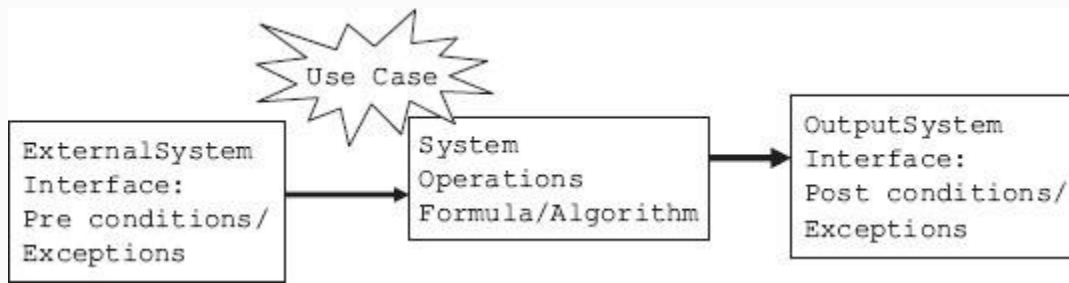 Use Case
ExternalSystem
Interface:
Pre conditions/
Exceptions
System
Operations
Formula/Algorithm
OutputSystem
Interface:
Post conditions/
Exceptions